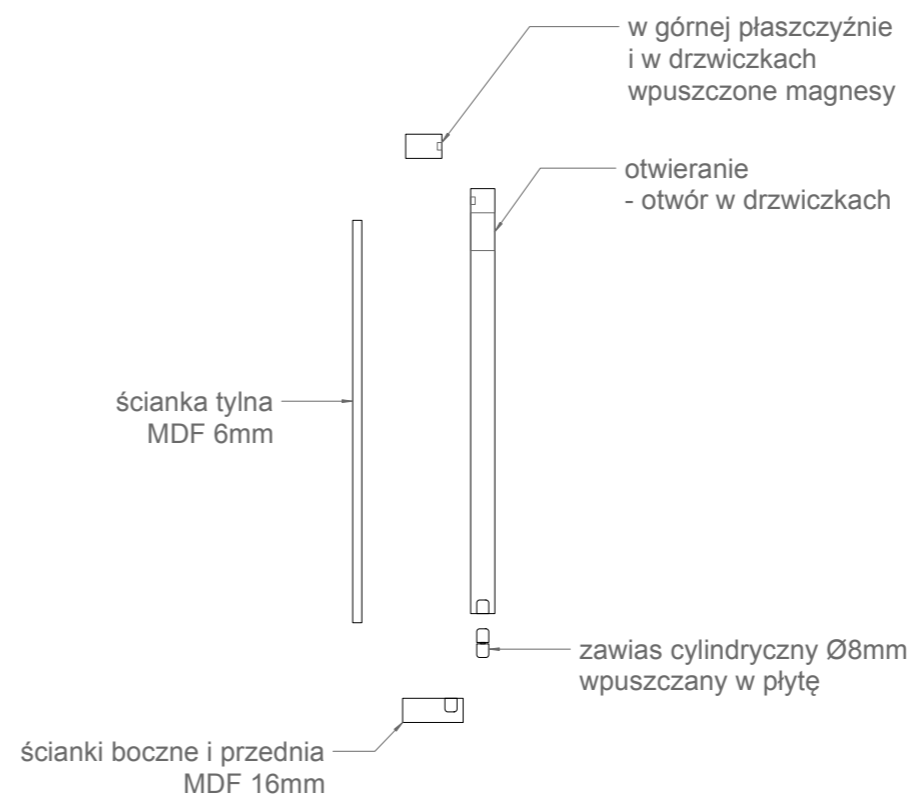 w górnej płaszczyźnie
i w drzwiczkach
wpuszczone magnesy
otwieranie
- otwór w drzwiczkach
ścianka tylna
MDF 6mm
zawias cylindryczny Ø8mm
wpuszczany w płytę
ścianki boczne i przednia
MDF 16mm